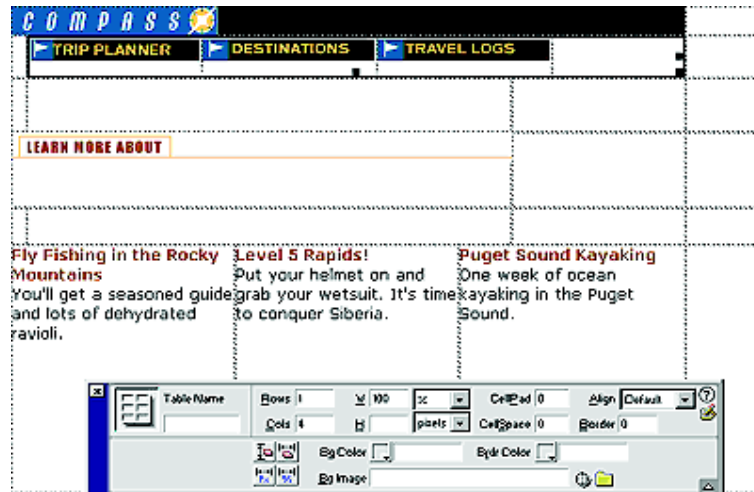 COMPASS
TRIP PLANNER DESTINATIONS TRAVEL LOGS
LEARN MORE ABOUT
Fly Fishing in the Rocky Mountains
You'll get a seasoned guide and lots of dehydrated ravioli.
Level 5 Rapids!
Put your helmet on and grab your wetsuit. It's time to conquer Siberia.
Puget Sound Kayaking
One week of ocean kayaking in the Puget Sound.
Table Name Rows 1 W 100 % CellPad 0 Align Default
Cols 4 H pixels CellSpace 0 Border 0
Bg Color Brdr Color
Bg Image